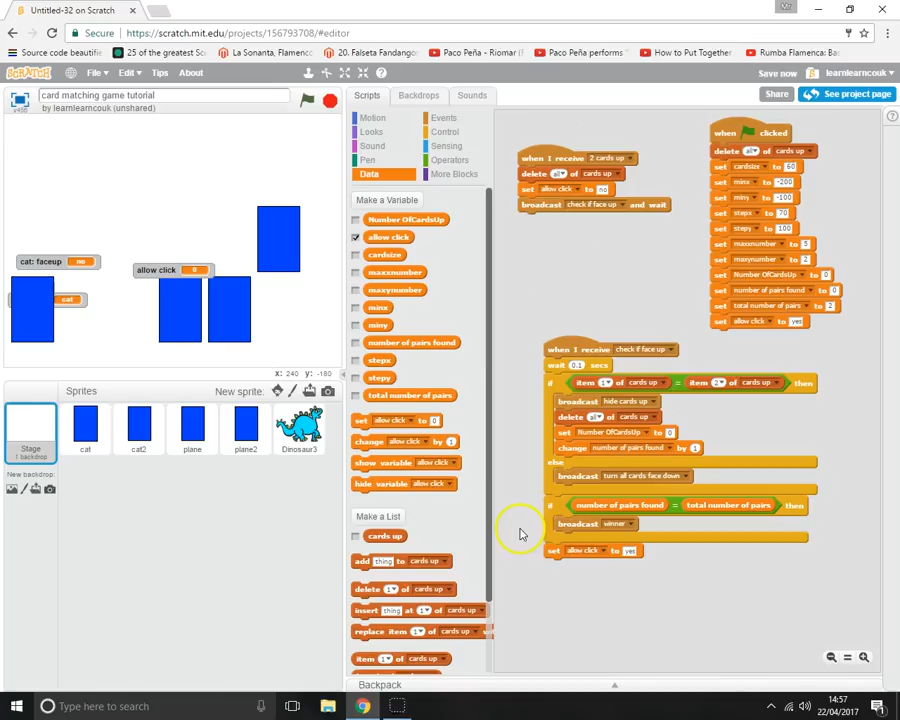 Untitled-32 on Scratch
Mr
Secure
https://scratch.mit.edu/projects/156793708/#editor
Source code beautifie
25 of the greatest Scr
La Sonanta, Flamenco
20. Falseta Fandango
Paco Peña - Riomar (
Paco Peña performs
How to Put Together
Rumba Flamenca: Bas
SCRATCH
File
Edit
Tips
About
Save now
learnlearncouk
card matching game tutorial
by learnlearncouk (unshared)
v456
Scripts
Backdrops
Sounds
Share
See project page
Motion
Events
Looks
Control
Sound
Sensing
Pen
Operators
Data
More Blocks
Make a Variable
Number OfCardsUp
allow click
cardsize
maxxnumber
maxynumber
minx
miny
number of pairs found
stepx
stepy
total number of pairs
set allow click to 0
change allow click by 1
show variable allow click
hide variable allow click
Make a List
cards up
add thing to cards up
delete 1 of cards up
insert thing at 1 of cards up
replace item 1 of cards up
item 1 of cards up
cat: faceup no
allow click 0
cat
x: 240 y: -180
Sprites
New sprite:
Stage
1 backdrop
New backdrop:
cat
cat2
plane
plane2
Dinosaur3
when I receive 2 cards up
delete all of cards up
set allow click to no
broadcast check if face up and wait
when clicked
delete all of cards up
set cardsize to 60
set minx to -200
set miny to -100
set stepx to 70
set stepy to 100
set maxxnumber to 5
set maxynumber to 2
set Number OfCardsUp to 0
set number of pairs found to 0
set total number of pairs to 2
set allow click to yes
when I receive check if face up
wait 0.1 secs
if item 1 of cards up = item 2 of cards up then
broadcast hide cards up
delete all of cards up
set Number OfCardsUp to 0
change number of pairs found by 1
else
broadcast turn all cards face down
if number of pairs found = total number of pairs then
broadcast winner
set allow click to yes
Backpack
Type here to search
14:57
22/04/2017